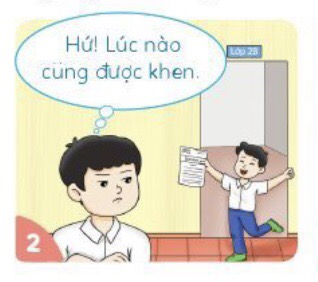 Hứ! Lúc nào
cũng được khen.
Lớp 2B
2